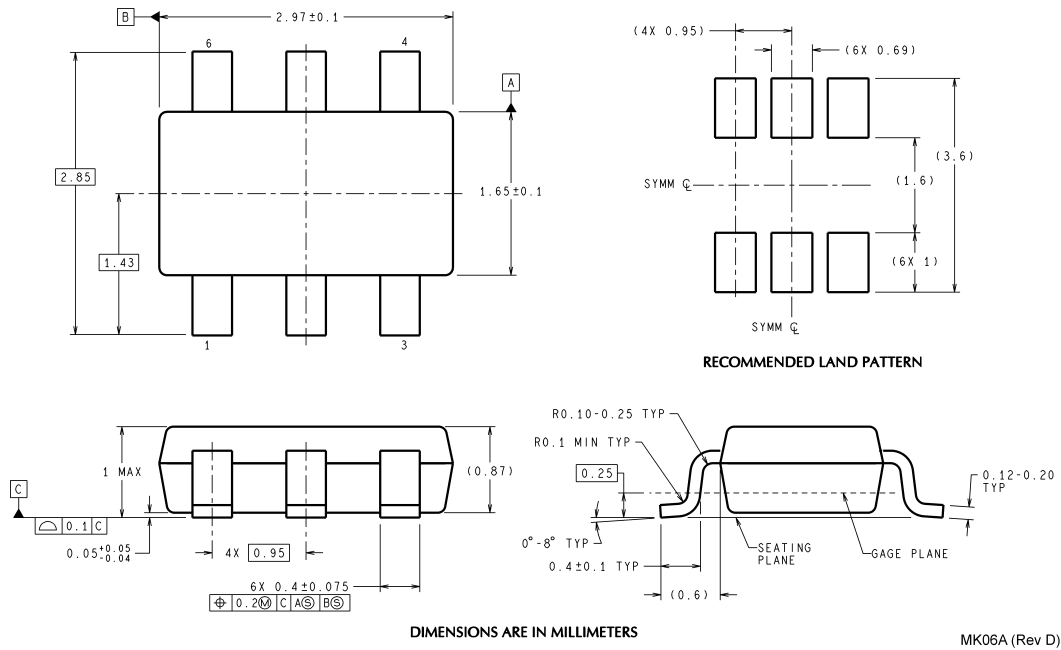 B
2.97±0.1
6
4
A
2.85
1.65±0.1
1.43
1
3
(4X 0.95)
(6X 0.69)
(3.6)
(1.6)
SYMM ℄
(6X 1)
SYMM ℄
RECOMMENDED LAND PATTERN
1 MAX
(0.87)
C
⌓ 0.1 C
0.05 +0.05 -0.04
4X 0.95
6X 0.4±0.075
⌖ 0.2Ⓜ C AⓈ BⓈ
R0.10-0.25 TYP
R0.1 MIN TYP
0.25
0.12-0.20
TYP
0°-8° TYP
0.4±0.1 TYP
(0.6)
SEATING
PLANE
GAGE PLANE
DIMENSIONS ARE IN MILLIMETERS
MK06A (Rev D)